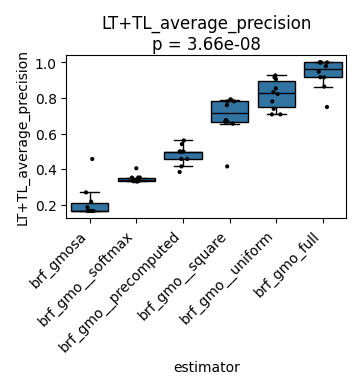 LT+TL_average_precision
p = 3.66e-08
LT+TL_average_precision
1.0
0.8
0.6
0.4
0.2
brf_gmosa
brf_gmo__softmax
brf_gmo__precomputed
brf_gmo__square
brf_gmo__uniform
brf_gmo_full
estimator